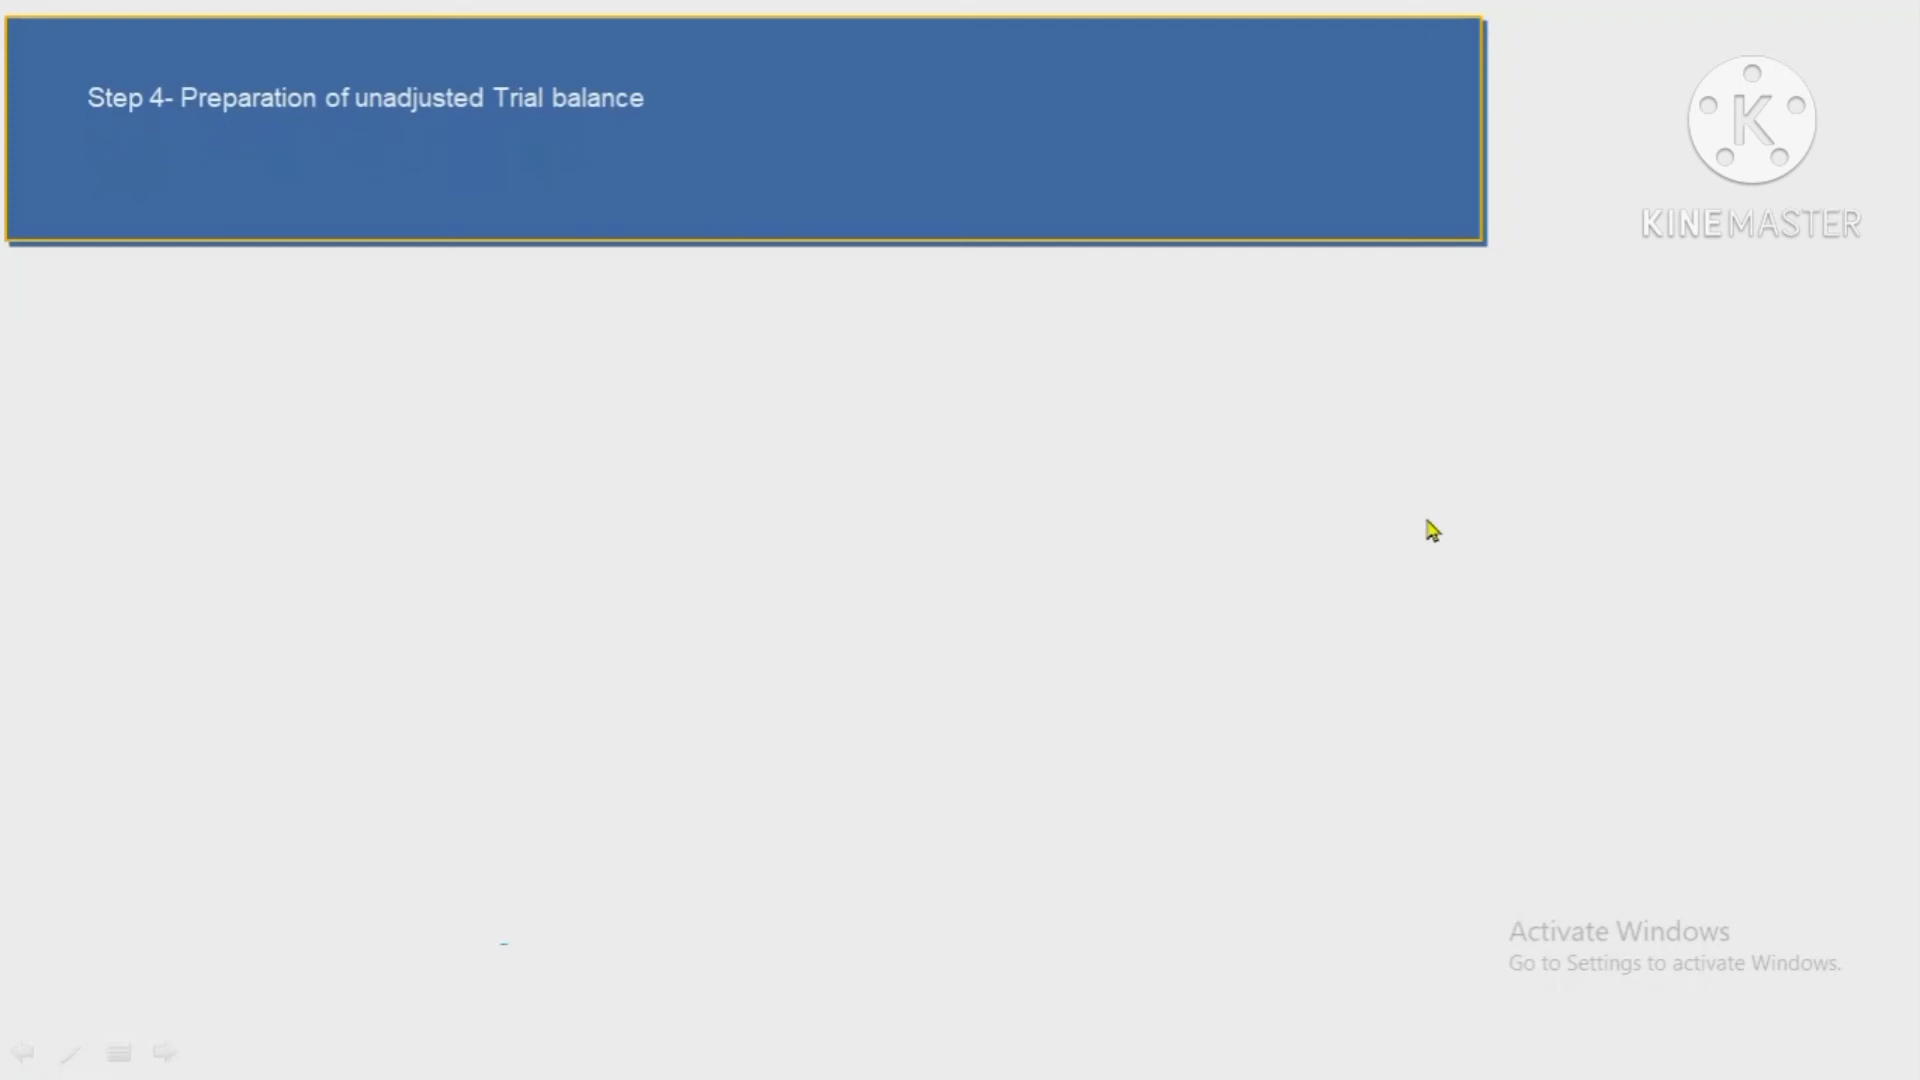 Step 4- Preparation of unadjusted Trial balance
K
KINEMASTER
Activate Windows
Go to Settings to activate Windows.